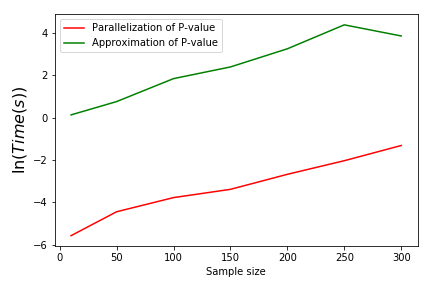 Parallelization of P-value
Approximation of P-value
ln(Time(s))
4
2
0
−2
−4
−6
0 50 100 150 200 250 300
Sample size